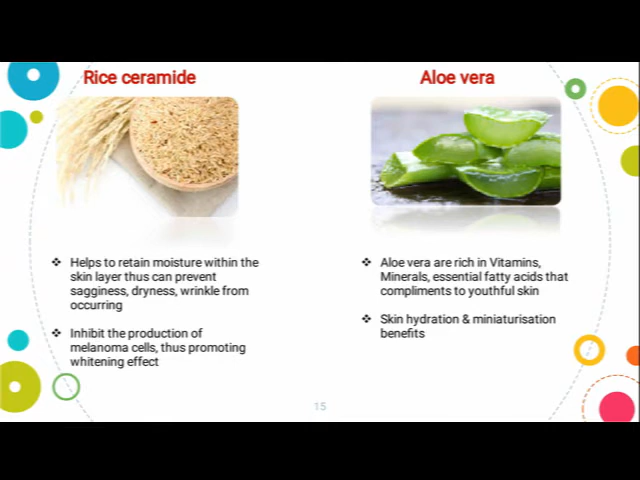 Rice ceramide
Aloe vera
❖ Helps to retain moisture within the
skin layer thus can prevent
sagginess, dryness, wrinkle from
occurring
❖ Inhibit the production of
melanoma cells, thus promoting
whitening effect
❖ Aloe vera are rich in Vitamins,
Minerals, essential fatty acids that
compliments to youthful skin
❖ Skin hydration & miniaturisation
benefits
15